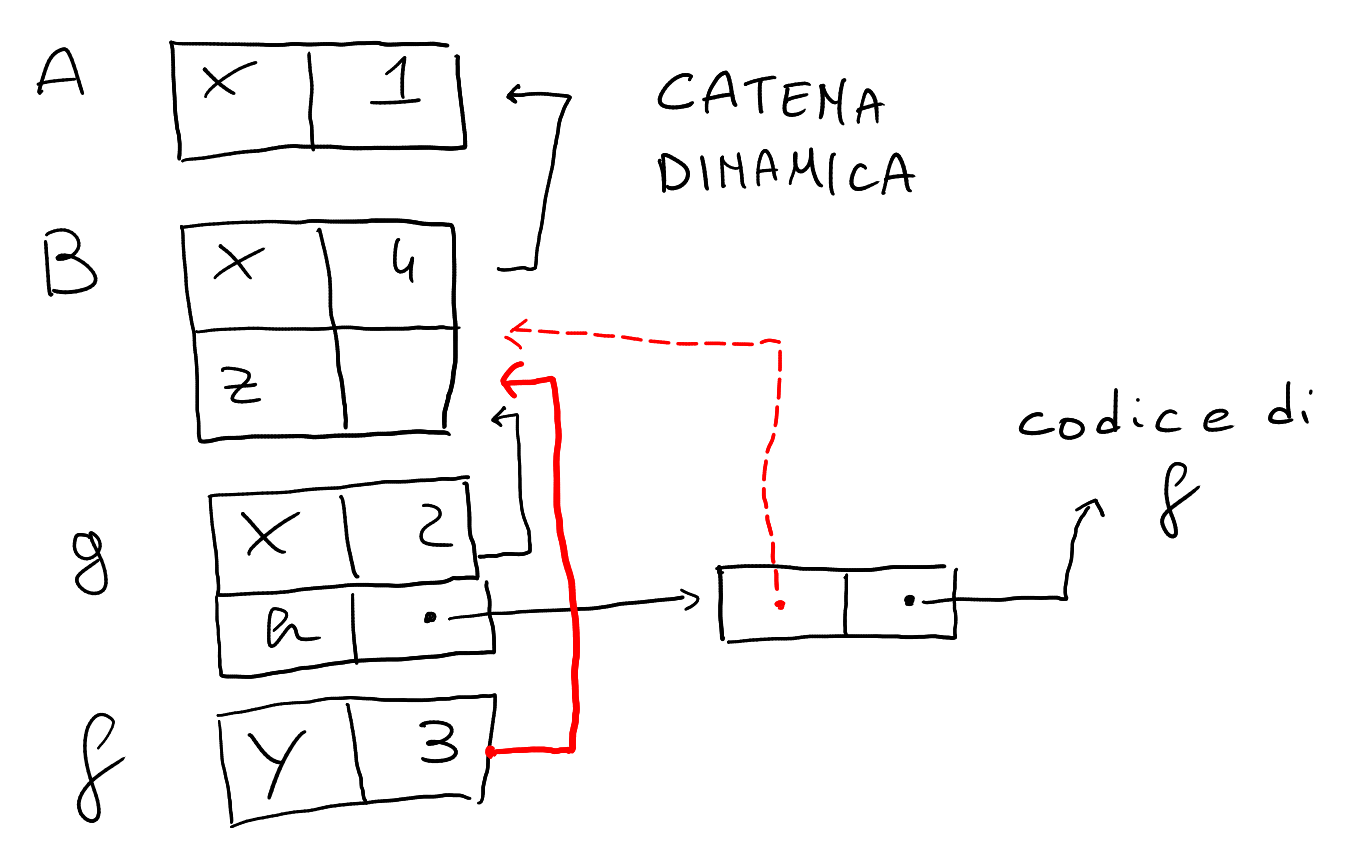 A x 1
CATENA
DINAMICA
B x 4
z
codice di
f
g x 2
h
f y 3